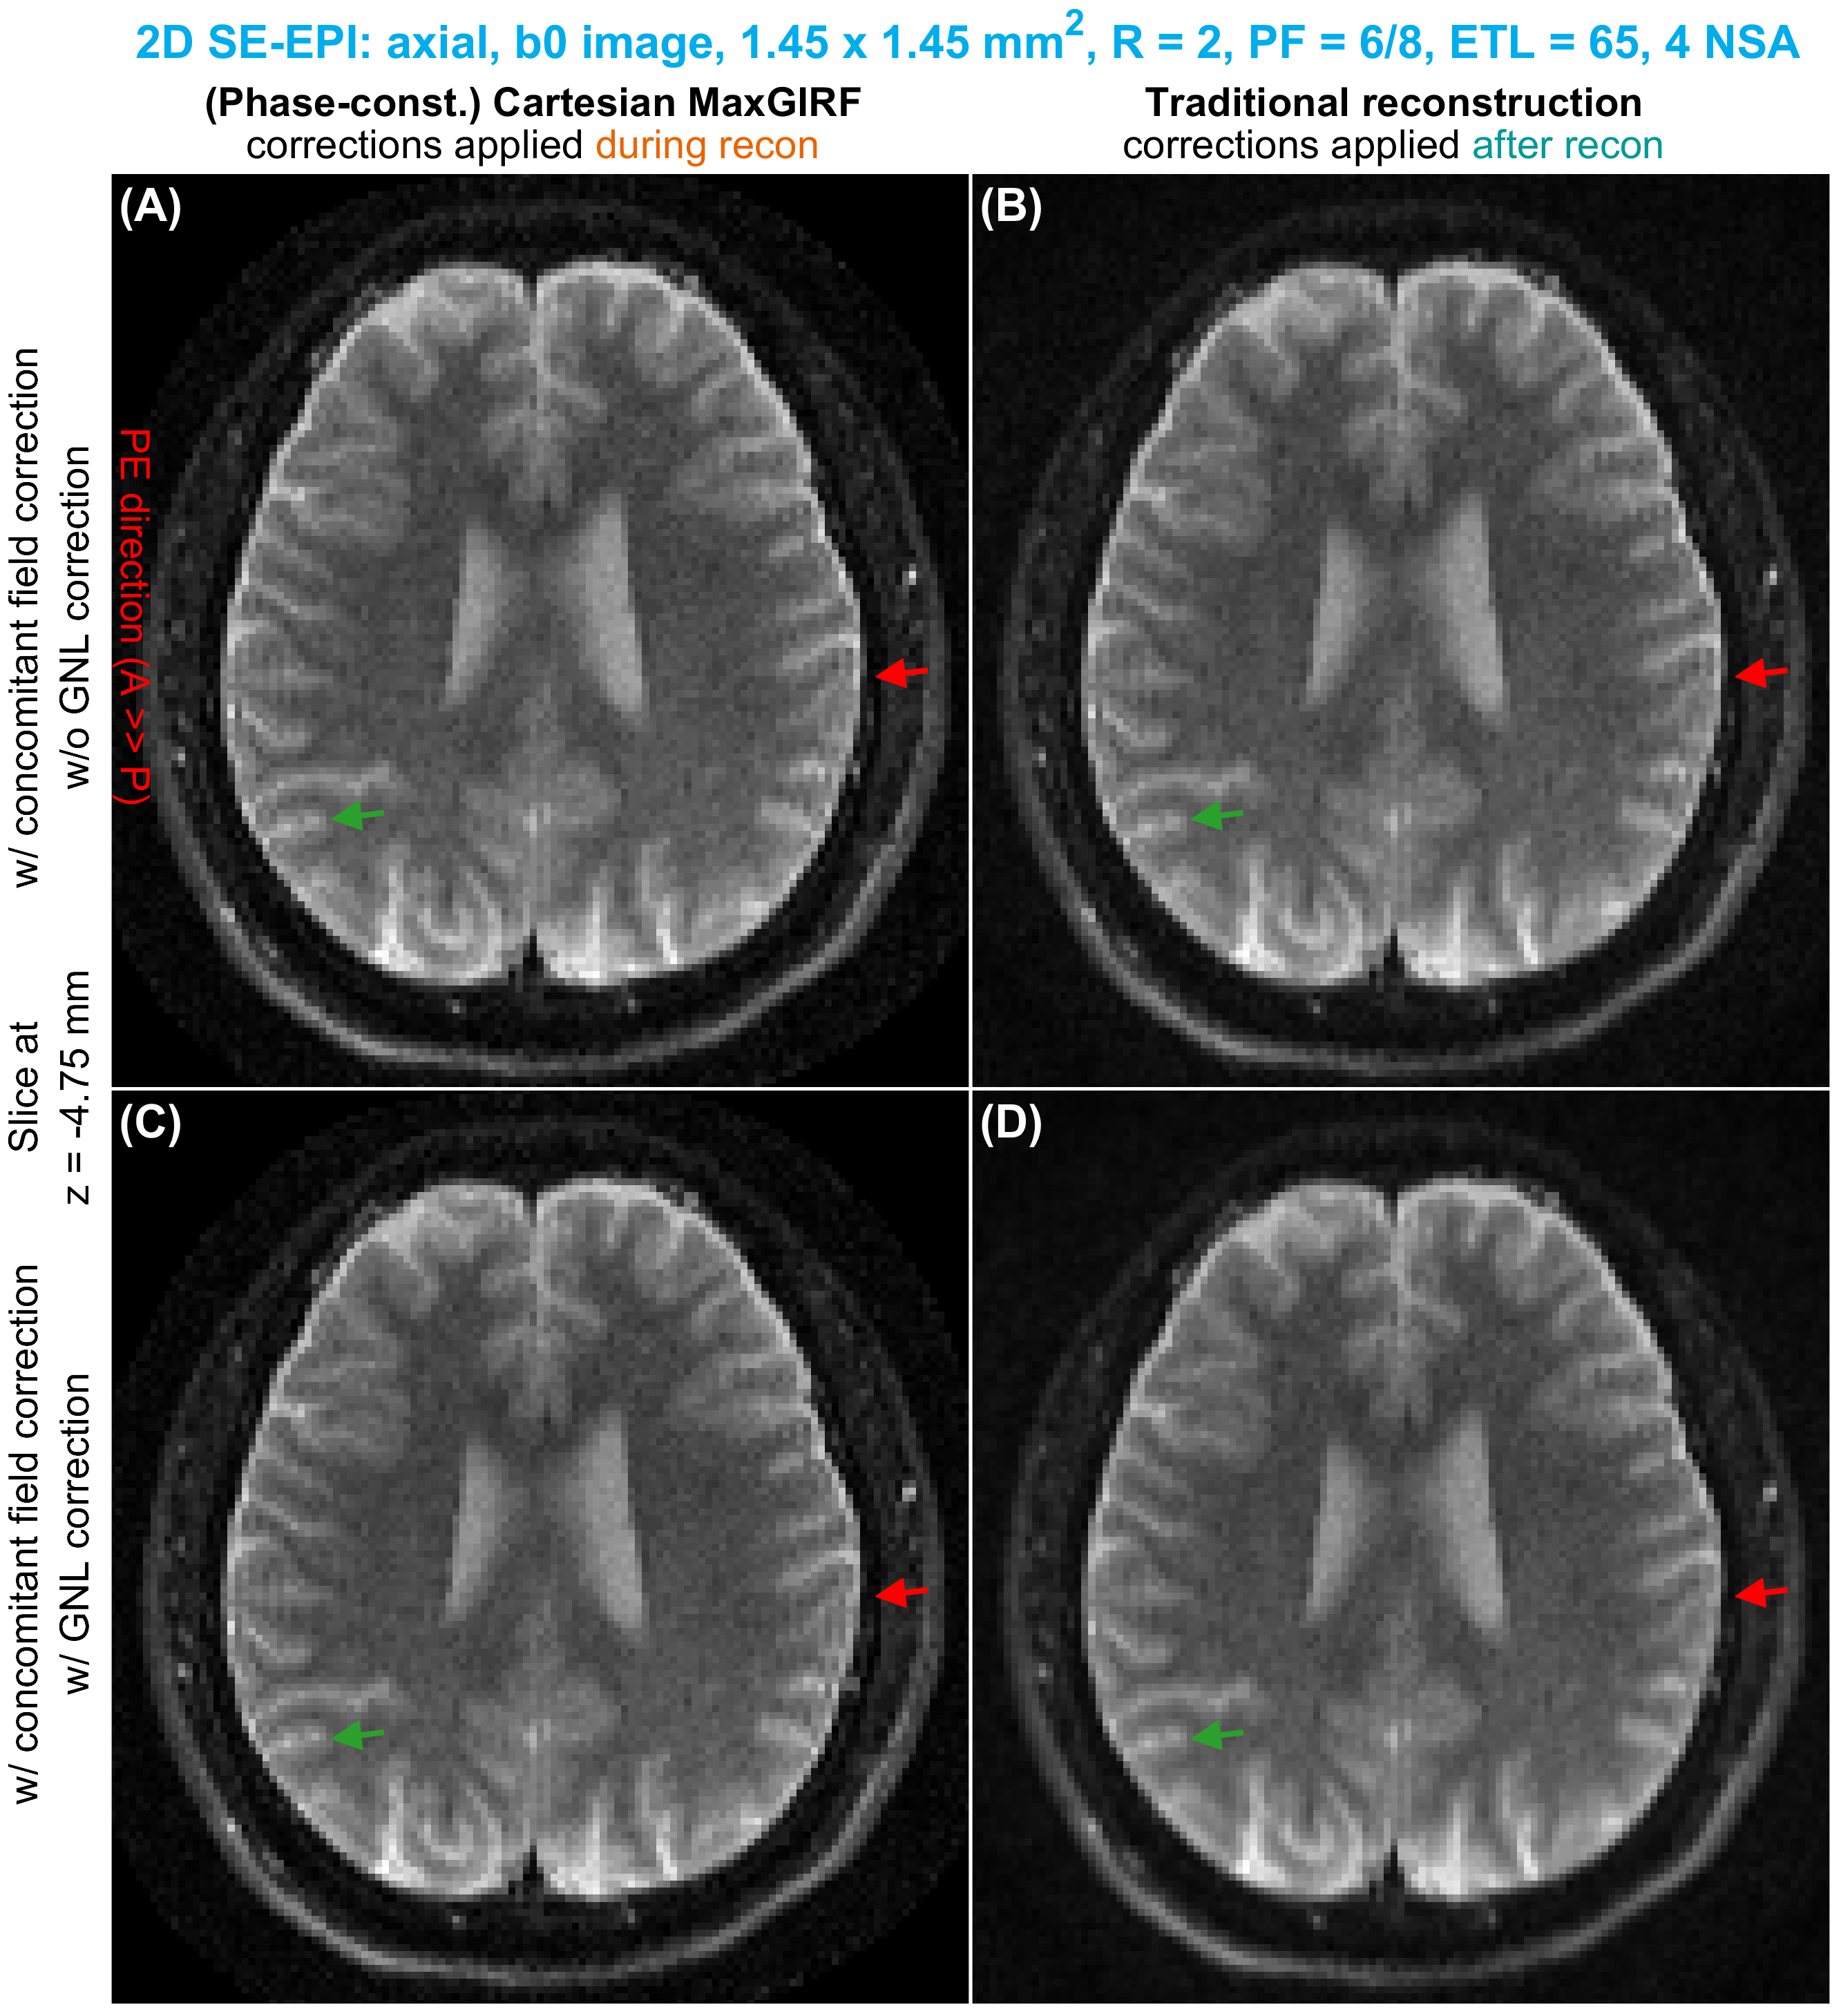 2D SE-EPI: axial, b0 image, 1.45 x 1.45 mm², R = 2, PF = 6/8, ETL = 65, 4 NSA
(Phase-const.) Cartesian MaxGIRF
corrections applied during recon
Traditional reconstruction
corrections applied after recon
w/ concomitant field correction
w/o GNL correction
PE direction (A >> P)
(A)
(B)
Slice at
z = -4.75 mm
w/ concomitant field correction
w/ GNL correction
(C)
(D)